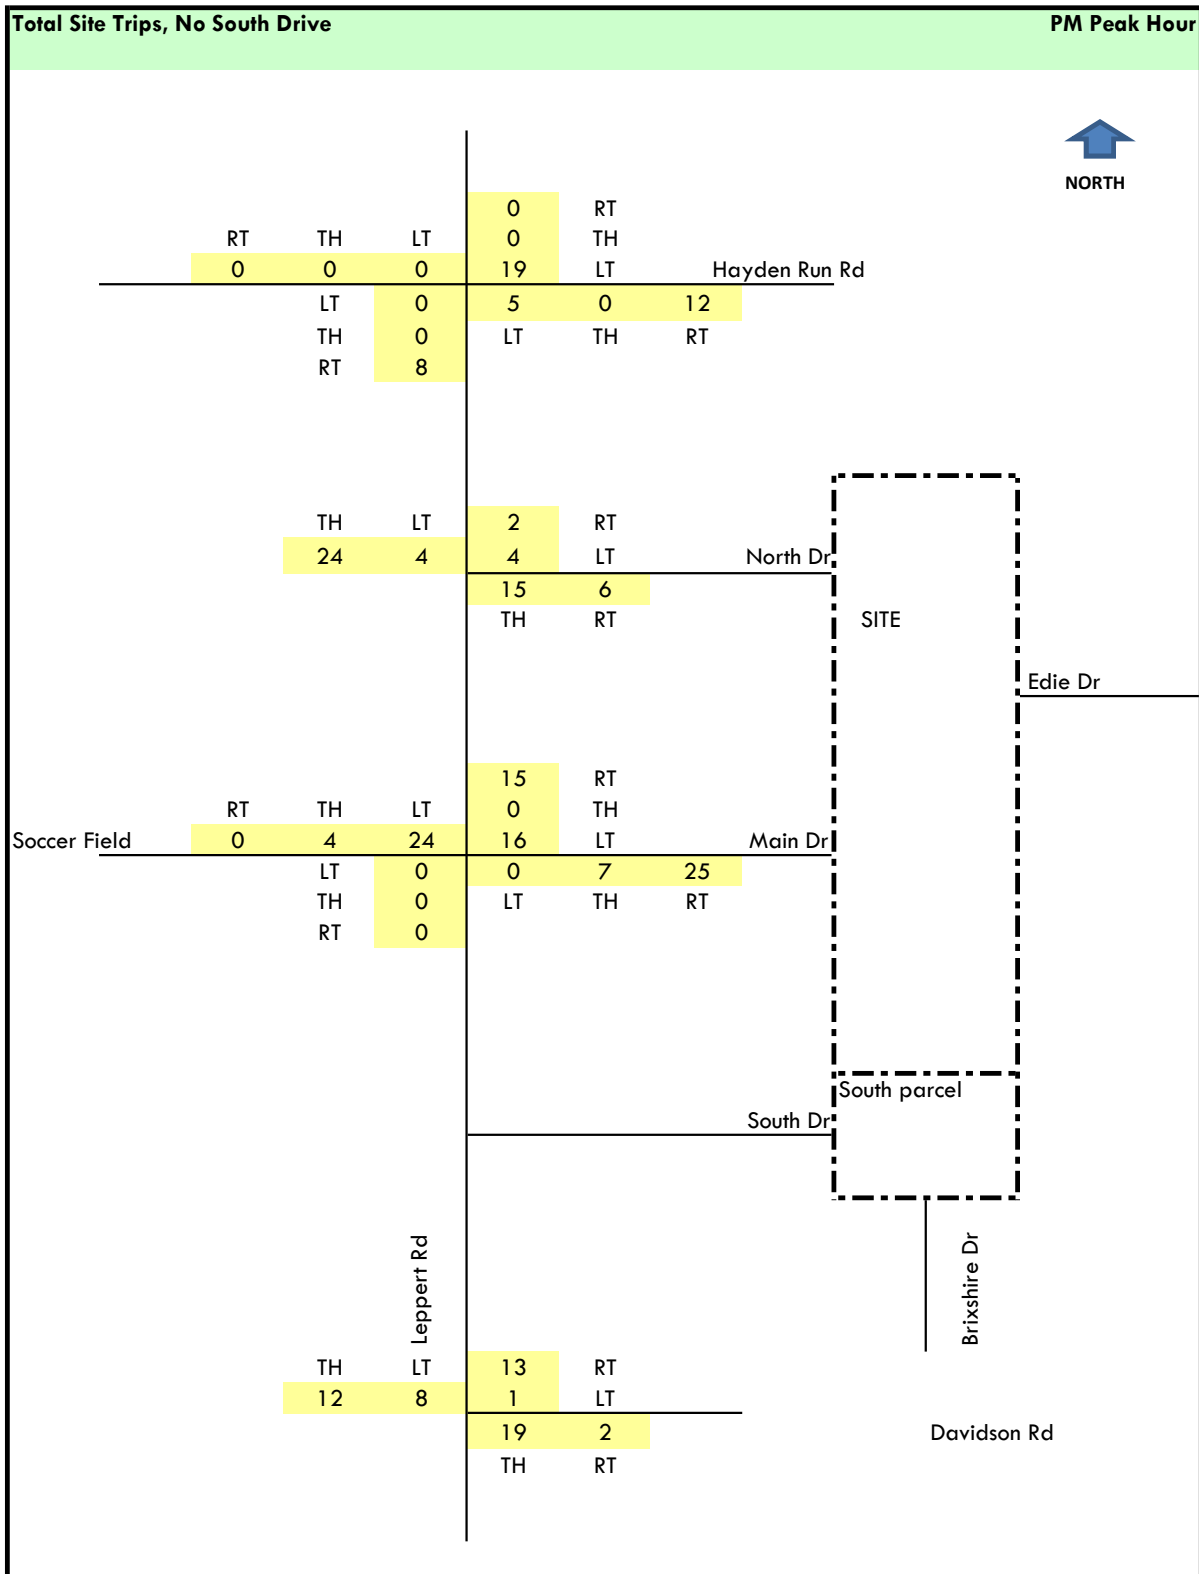 Total Site Trips, No South Drive PM Peak Hour
NORTH
0 RT
RT TH LT 0 TH
0 0 0 19 LT Hayden Run Rd
LT 0 5 0 12
TH 0 LT TH RT
RT 8
TH LT 2 RT
24 4 4 LT North Dr
15 6
TH RT SITE
Edie Dr
15 RT
RT TH LT 0 TH
Soccer Field 0 4 24 16 LT Main Dr
LT 0 0 7 25
TH 0 LT TH RT
RT 0
South parcel
South Dr
Leppert Rd
Brixshire Dr
TH LT 13 RT
12 8 1 LT
19 2 Davidson Rd
TH RT